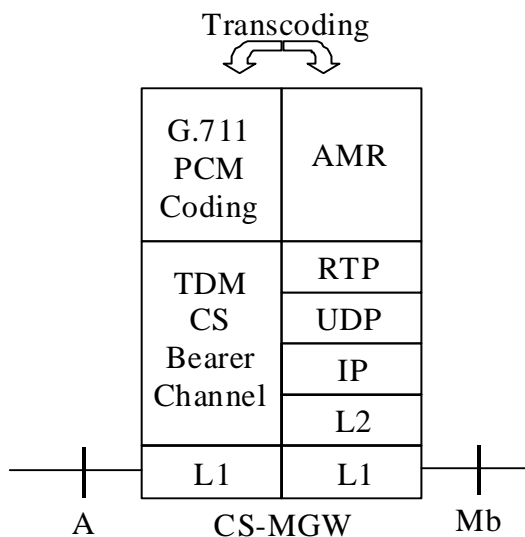 Transcoding
G.711
PCM
Coding
AMR
TDM
CS
Bearer
Channel
RTP
UDP
IP
L2
L1
L1
A
CS-MGW
Mb